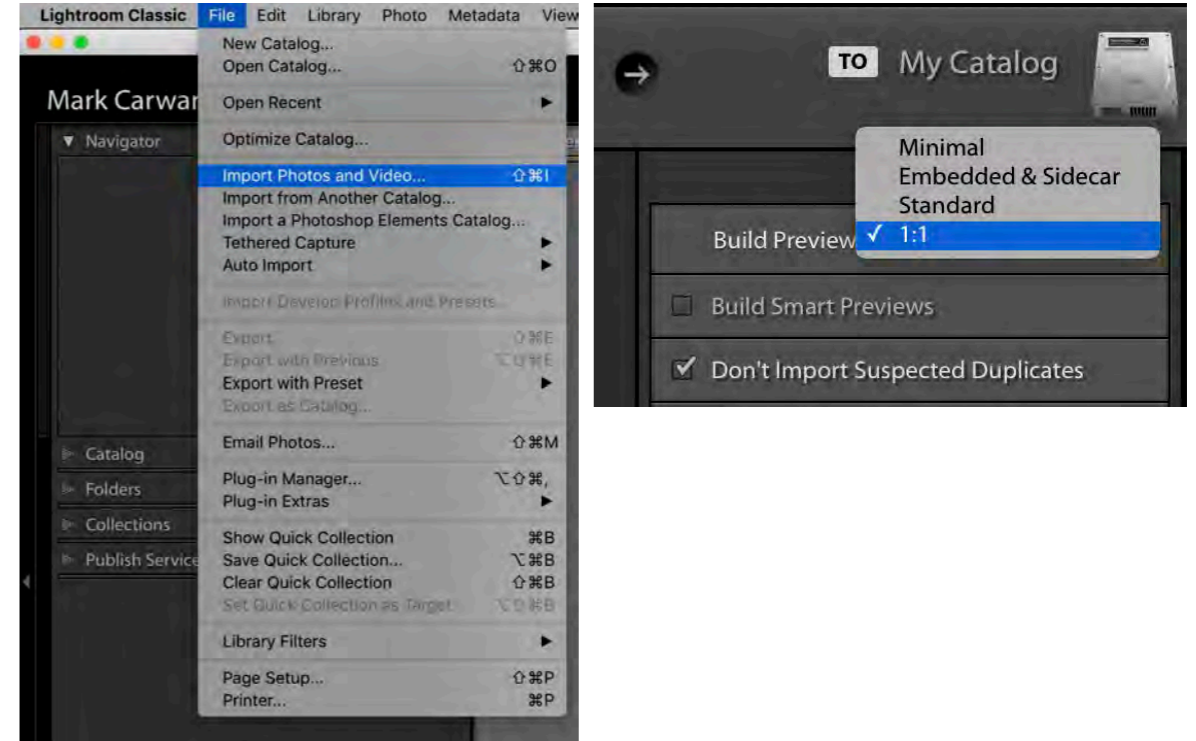 Lightroom Classic File Edit Library Photo Metadata View
New Catalog...
Open Catalog... ⇧⌘O
Mark Carwar
Open Recent ▶
▼ Navigator
Optimize Catalog...
Import Photos and Video... ⇧⌘I
Import from Another Catalog...
Import a Photoshop Elements Catalog...
Tethered Capture ▶
Auto Import ▶
Import Develop Profiles and Presets...
Export... ⇧⌘E
Export with Previous ⌥⇧⌘E
Export with Preset ▶
Export as Catalog...
Email Photos... ⇧⌘M
Catalog
Plug-in Manager... ⌥⇧⌘,
Folders
Plug-in Extras ▶
Collections
Show Quick Collection ⌘B
Publish Service
Save Quick Collection... ⌥⌘B
Clear Quick Collection ⇧⌘B
Set Quick Collection as Target ⌥⇧⌘B
Library Filters ▶
Page Setup... ⇧⌘P
Printer... ⌘P
TO My Catalog
Minimal
Embedded & Sidecar
Standard
Build Preview ✓ 1:1
Build Smart Previews
Don't Import Suspected Duplicates